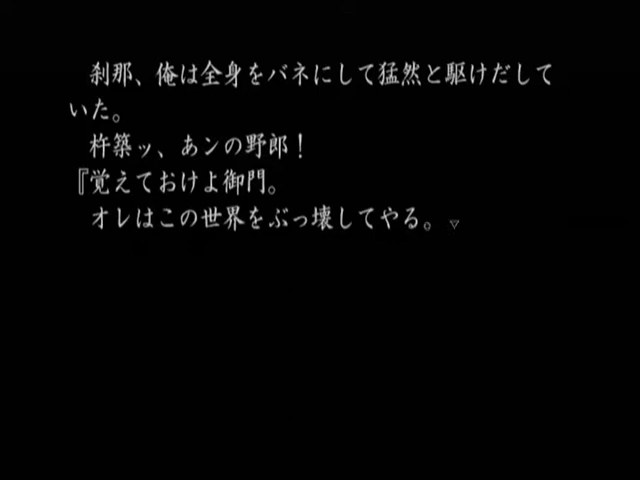 刹那、俺は全身をバネにして猛然と駆けだして
いた。
杵築ッ、あンの野郎！
『覚えておけよ御門。
オレはこの世界をぶっ壊してやる。▽